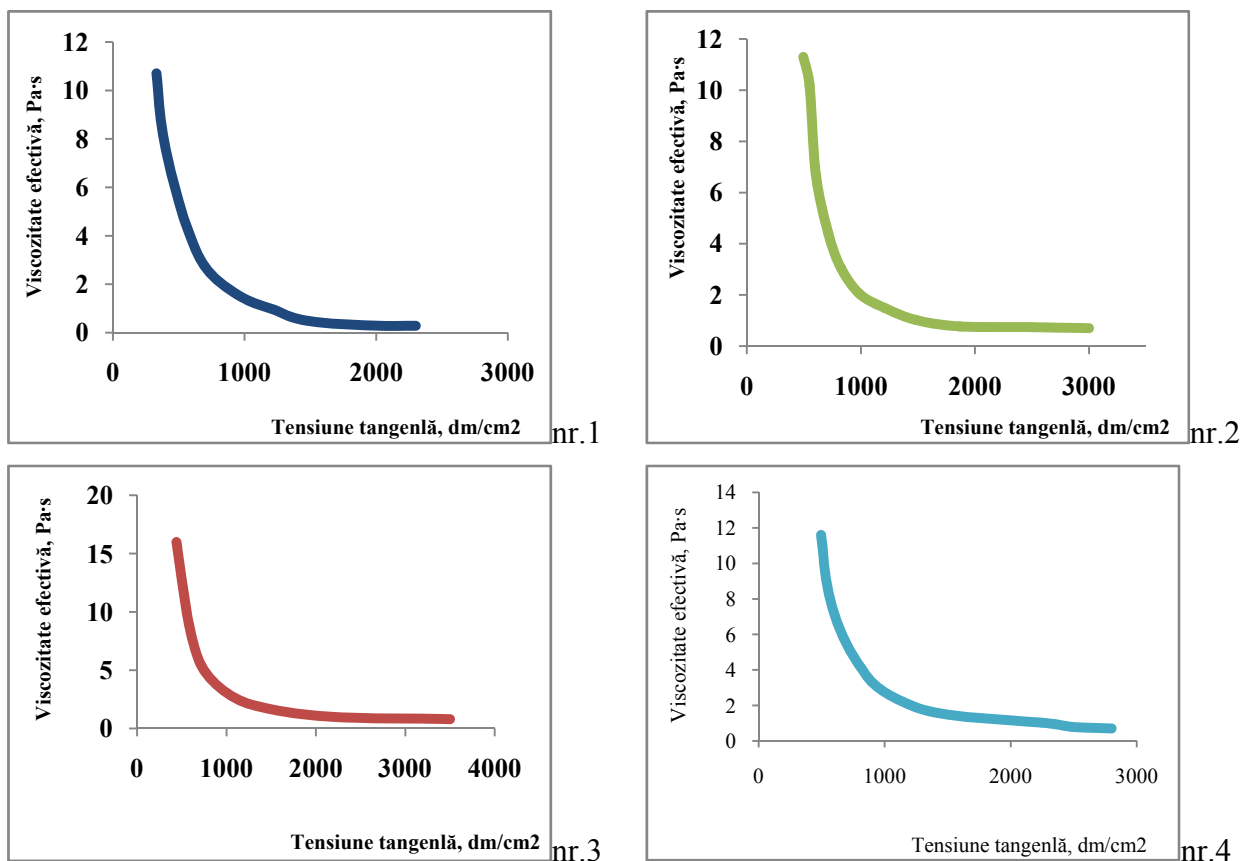 Viscozitate efectivă, Pa·s
12
10
8
6
4
2
0
0 1000 2000 3000
Tensiune tangenlă, dm/cm2
nr.1
Viscozitate efectivă, Pa·s
12
10
8
6
4
2
0
0 1000 2000 3000
Tensiune tangenlă, dm/cm2
nr.2
Viscozitate efectivă, Pa·s
20
15
10
5
0
0 1000 2000 3000 4000
Tensiune tangenlă, dm/cm2
nr.3
Viscozitate efectivă, Pa·s
14
12
10
8
6
4
2
0
0 1000 2000 3000
Tensiune tangenlă, dm/cm2
nr.4